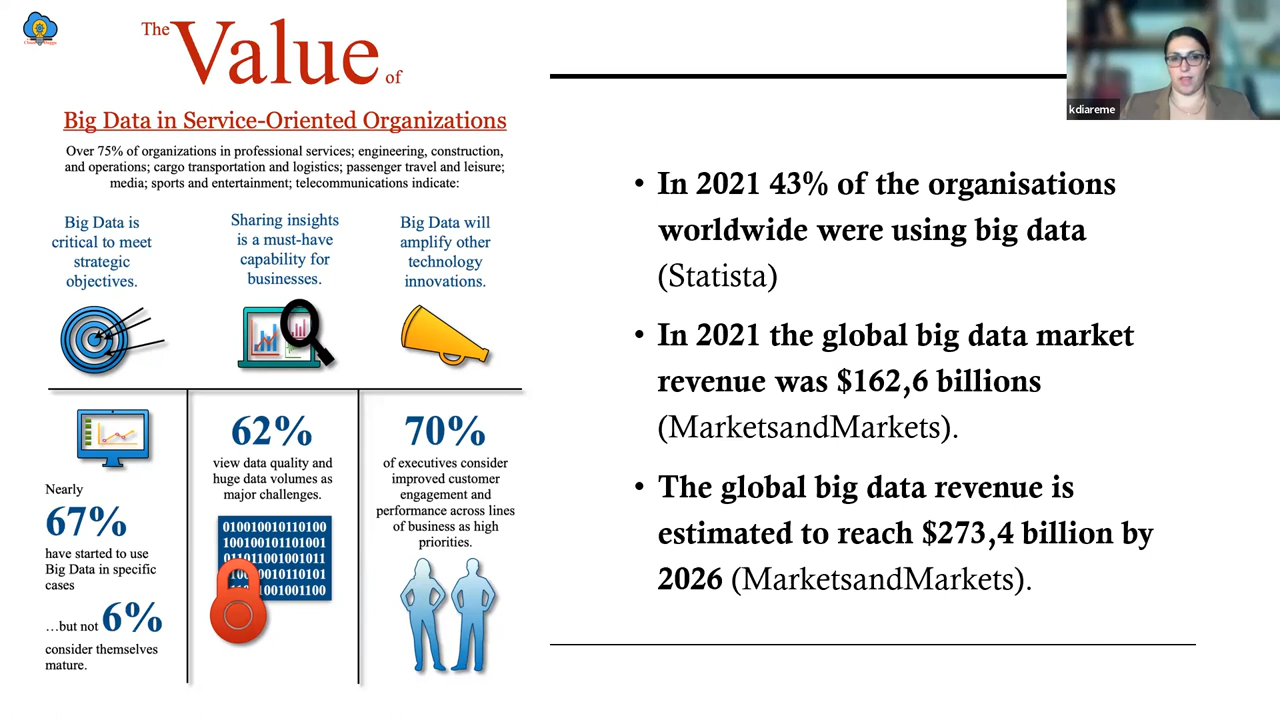 The
Value
of
Big Data in Service-Oriented Organizations
Over 75% of organizations in professional services; engineering, construction,
and operations; cargo transportation and logistics; passenger travel and leisure;
media; sports and entertainment; telecommunications indicate:
Big Data is
critical to meet
strategic
objectives.
Sharing insights
is a must-have
capability for
businesses.
Big Data will
amplify other
technology
innovations.
Nearly
67%
have started to use
Big Data in specific
cases
...but not 6%
consider themselves
mature.
62%
view data quality and
huge data volumes as
major challenges.
010010010110100
100100101101001
70%
of executives consider
improved customer
engagement and
performance across lines
of business as high
priorities.
kdiareme
• In 2021 43% of the organisations
worldwide were using big data
(Statista)
• In 2021 the global big data market
revenue was $162,6 billions
(MarketsandMarkets).
• The global big data revenue is
estimated to reach $273,4 billion by
2026 (MarketsandMarkets).